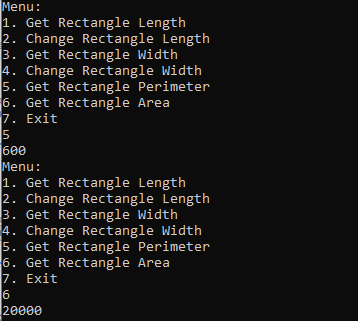 Menu:
1. Get Rectangle Length
2. Change Rectangle Length
3. Get Rectangle Width
4. Change Rectangle Width
5. Get Rectangle Perimeter
6. Get Rectangle Area
7. Exit
5
600
Menu:
1. Get Rectangle Length
2. Change Rectangle Length
3. Get Rectangle Width
4. Change Rectangle Width
5. Get Rectangle Perimeter
6. Get Rectangle Area
7. Exit
6
20000